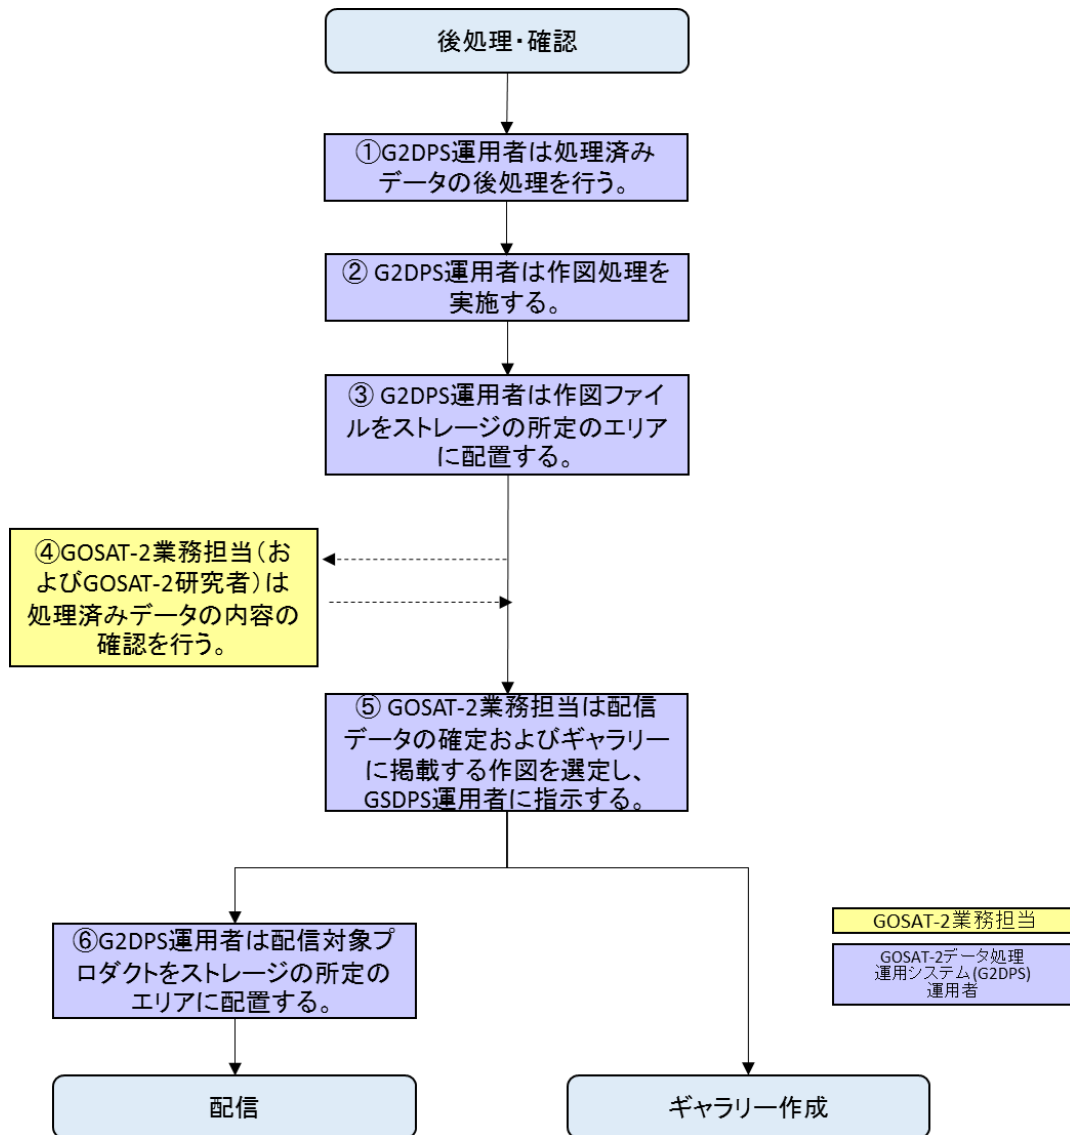 後処理・確認
①G2DPS運用者は処理済み
データの後処理を行う。
② G2DPS運用者は作図処理を
実施する。
③ G2DPS運用者は作図ファイ
ルをストレージの所定のエリア
に配置する。
④GOSAT-2業務担当(お
よびGOSAT-2研究者)は
処理済みデータの内容の
確認を行う。
⑤ GOSAT-2業務担当は配信
データの確定およびギャラリー
に掲載する作図を選定し、
GSDPS運用者に指示する。
⑥G2DPS運用者は配信対象プ
ロダクトをストレージの所定の
エリアに配置する。
GOSAT-2業務担当
GOSAT-2データ処理
運用システム(G2DPS)
運用者
配信
ギャラリー作成